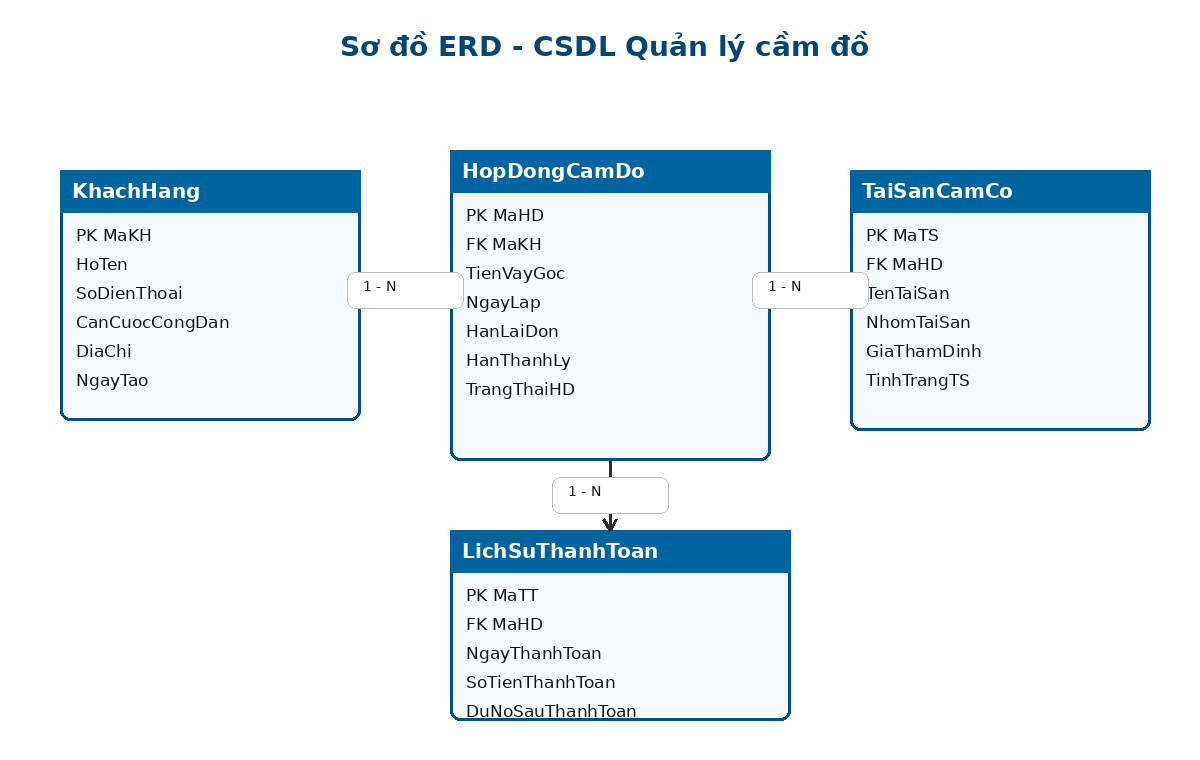 Sơ đồ ERD - CSDL Quản lý cầm đồ
KhachHang
PK MaKH
HoTen
SoDienThoai
CanCuocCongDan
DiaChi
NgayTao
1 - N
HopDongCamDo
PK MaHD
FK MaKH
TienVayGoc
NgayLap
HanLaiDon
HanThanhLy
TrangThaiHD
1 - N
TaiSanCamCo
PK MaTS
FK MaHD
TenTaiSan
NhomTaiSan
GiaThamDinh
TinhTrangTS
1 - N
LichSuThanhToan
PK MaTT
FK MaHD
NgayThanhToan
SoTienThanhToan
DuNoSauThanhToan